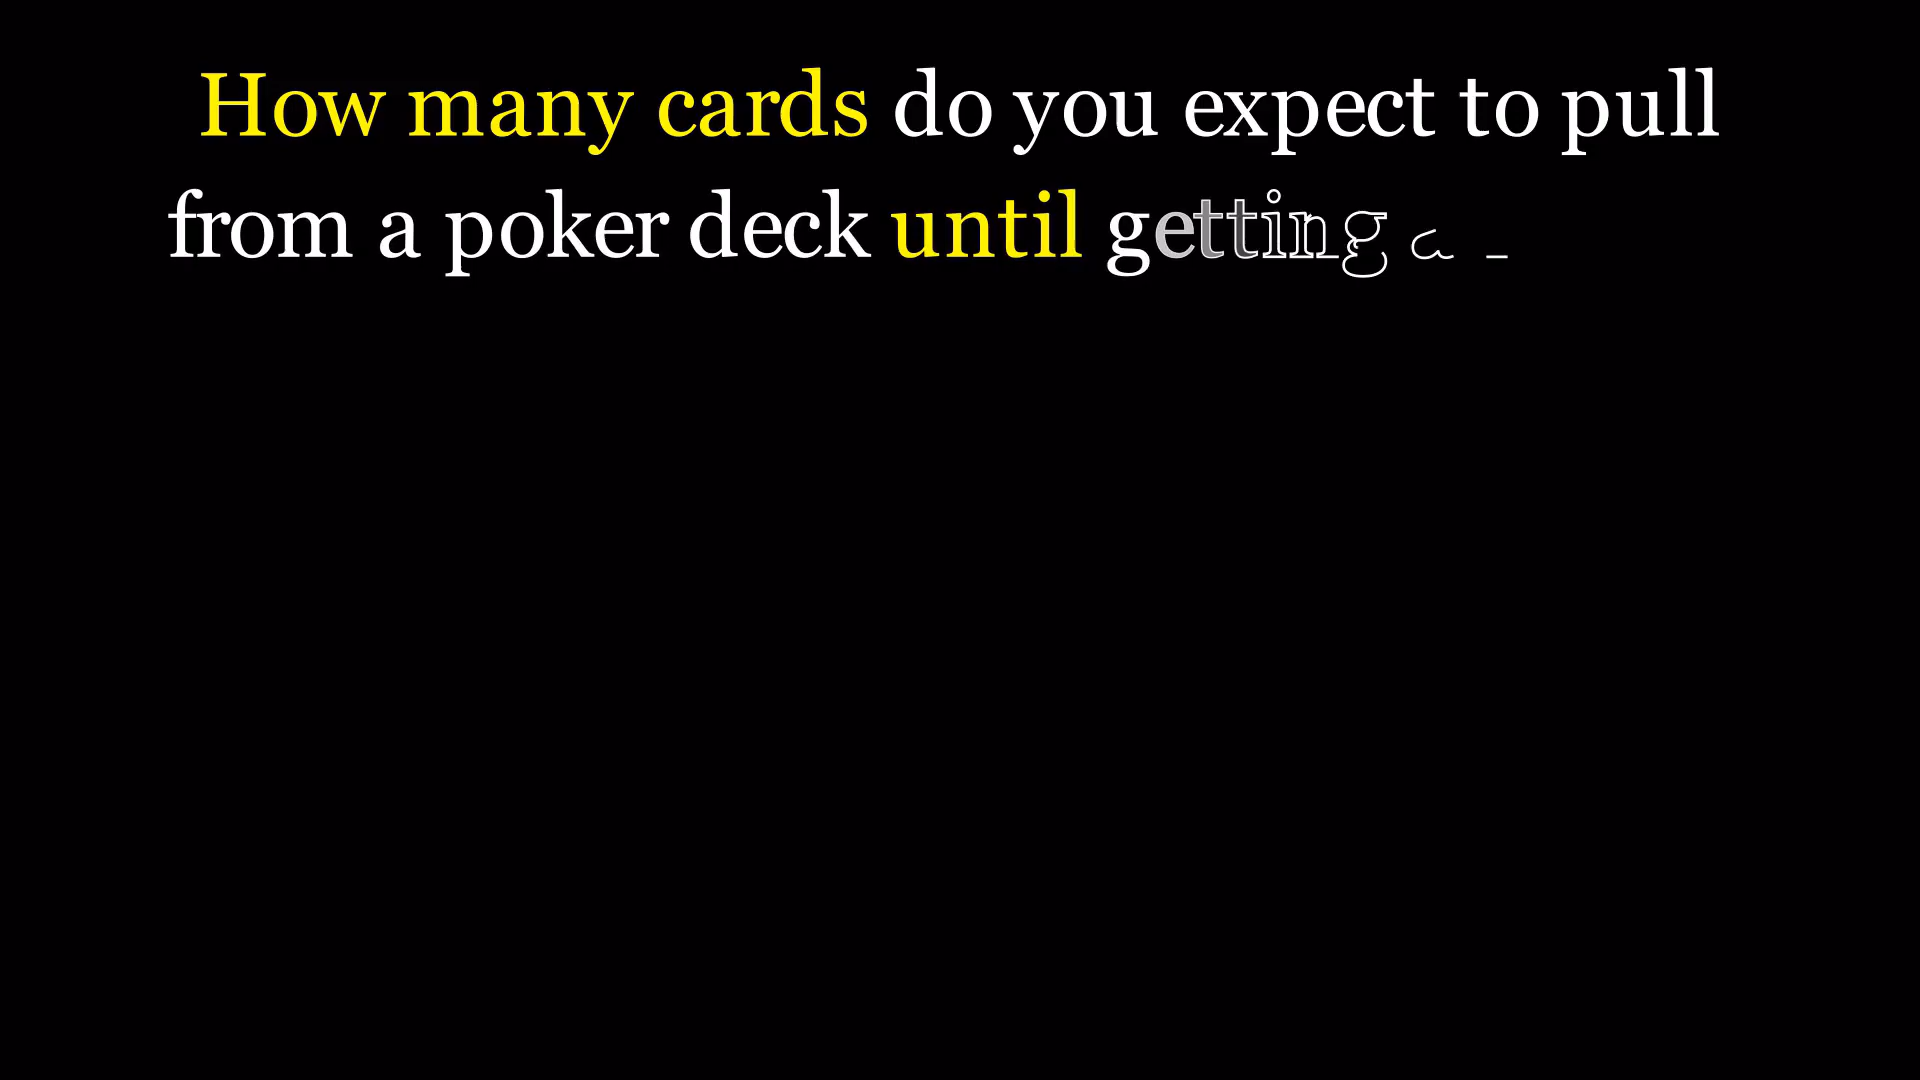 How many cards do you expect to pull
from a poker deck until getting a